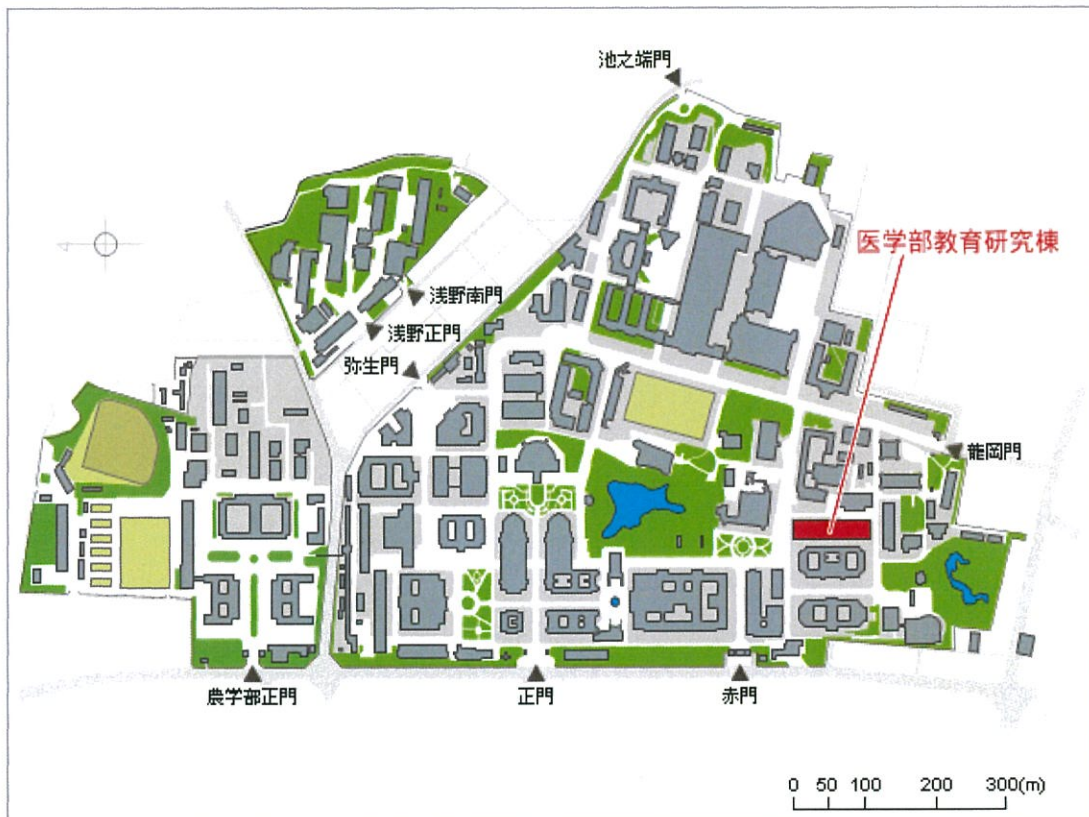 池之端門
医学部教育研究棟
浅野南門
浅野正門
弥生門
龍岡門
農学部正門
正門
赤門
0 50 100 200 300(m)